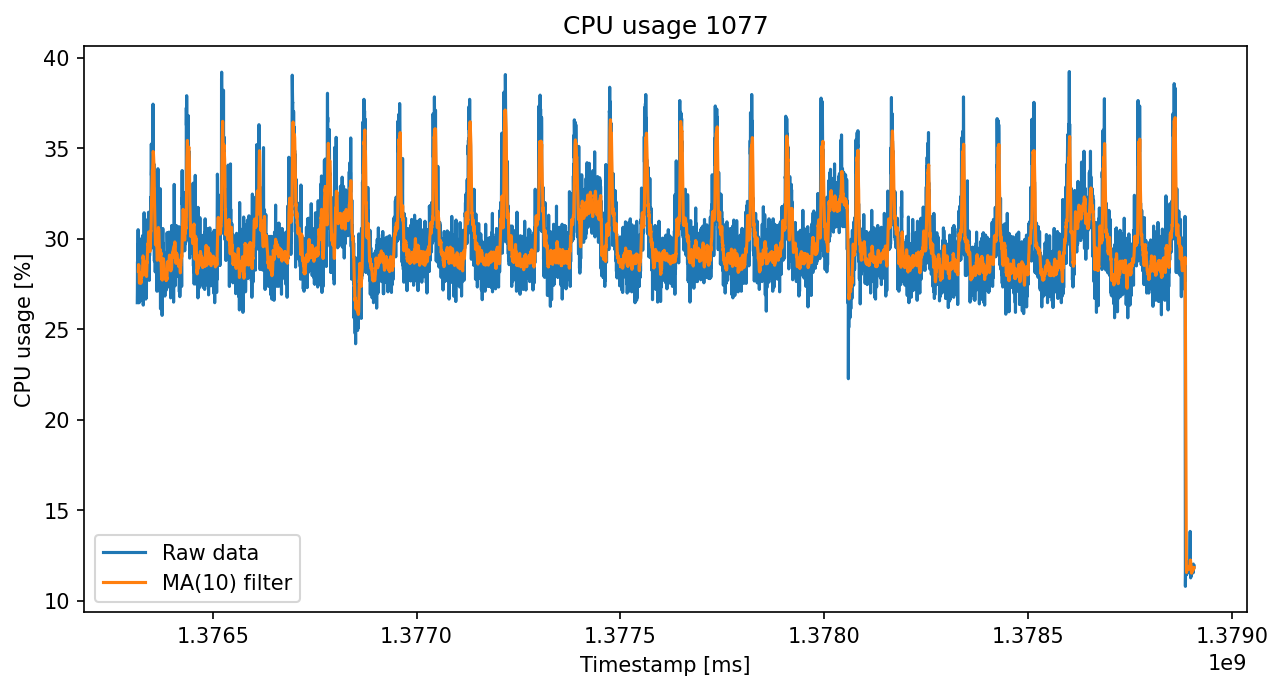 CPU usage 1077
40
35
30
25
20
15
10
CPU usage [%]
Raw data
MA(10) filter
1.3765 1.3770 1.3775 1.3780 1.3785 1.3790
1e9
Timestamp [ms]